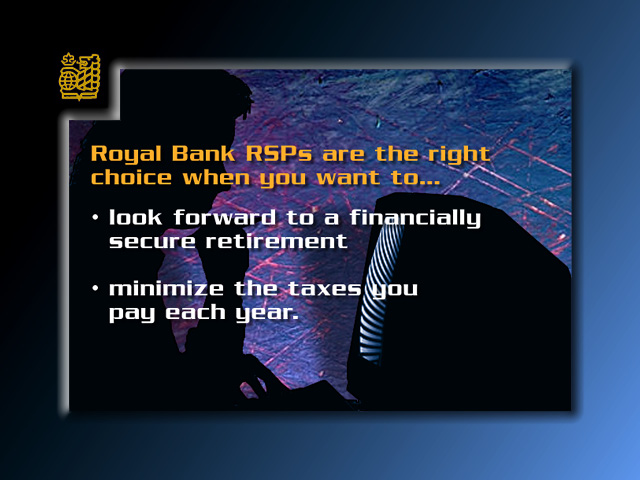 Royal Bank RSPs are the right
choice when you want to...
• look forward to a financially
secure retirement
• minimize the taxes you
pay each year.